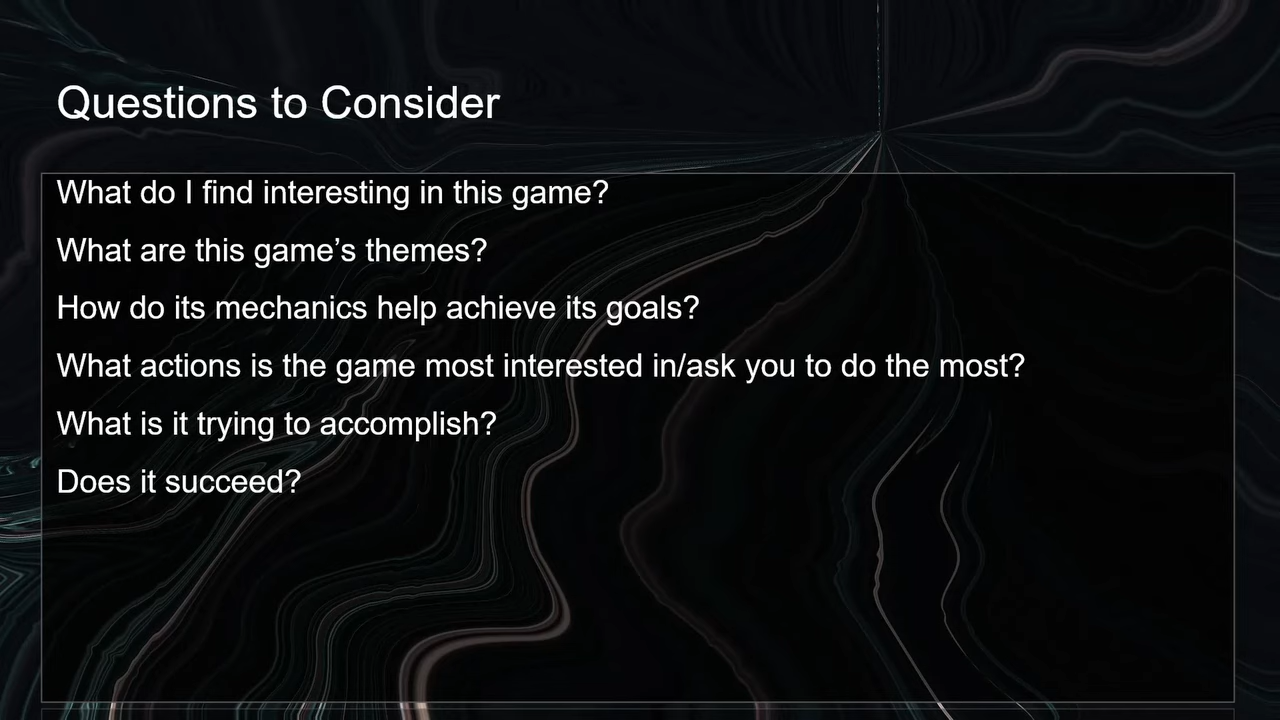 Questions to Consider
What do I find interesting in this game?
What are this game’s themes?
How do its mechanics help achieve its goals?
What actions is the game most interested in/ask you to do the most?
What is it trying to accomplish?
Does it succeed?